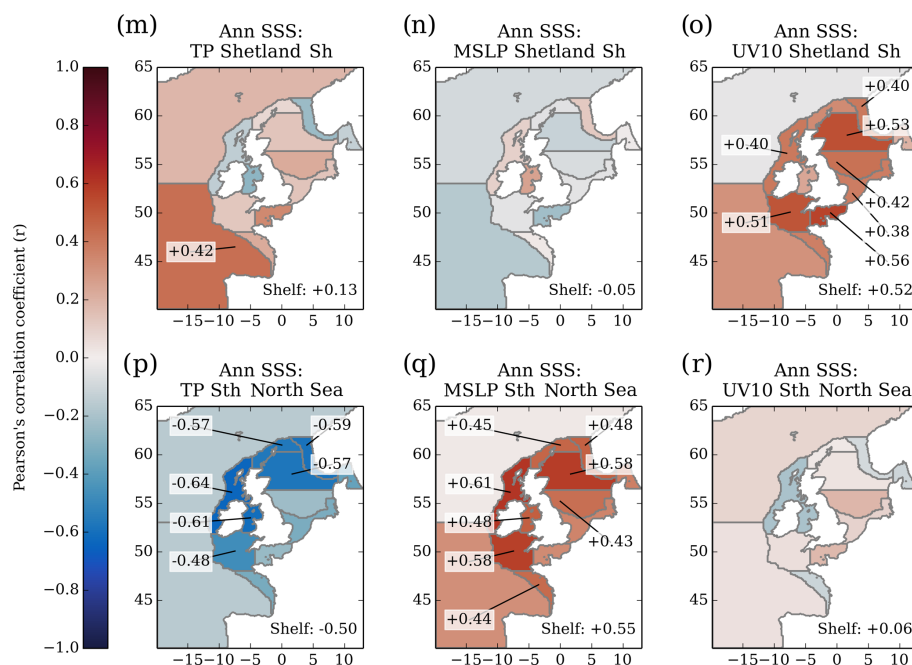 (m)
Ann SSS:
TP Shetland Sh
(n)
Ann SSS:
MSLP Shetland Sh
(o)
Ann SSS:
UV10 Shetland Sh
1.0
0.8
0.6
0.4
0.2
0.0
−0.2
−0.4
−0.6
−0.8
−1.0
Pearson's correlation coefficient (r)
65
60
55
50
45
+0.42
Shelf: +0.13
−15−10 −5 0 5 10
65
60
55
50
45
Shelf: -0.05
−15−10 −5 0 5 10
65
60
55
50
45
+0.40
+0.53
+0.40
+0.42
+0.51
+0.38
+0.56
Shelf: +0.52
−15−10 −5 0 5 10
(p)
Ann SSS:
TP Sth North Sea
(q)
Ann SSS:
MSLP Sth North Sea
(r)
Ann SSS:
UV10 Sth North Sea
65
60
55
50
45
-0.57
-0.59
-0.57
-0.64
-0.61
-0.48
Shelf: -0.50
−15−10 −5 0 5 10
65
60
55
50
45
+0.45
+0.48
+0.58
+0.61
+0.48
+0.43
+0.58
+0.44
Shelf: +0.55
−15−10 −5 0 5 10
65
60
55
50
45
Shelf: +0.06
−15−10 −5 0 5 10